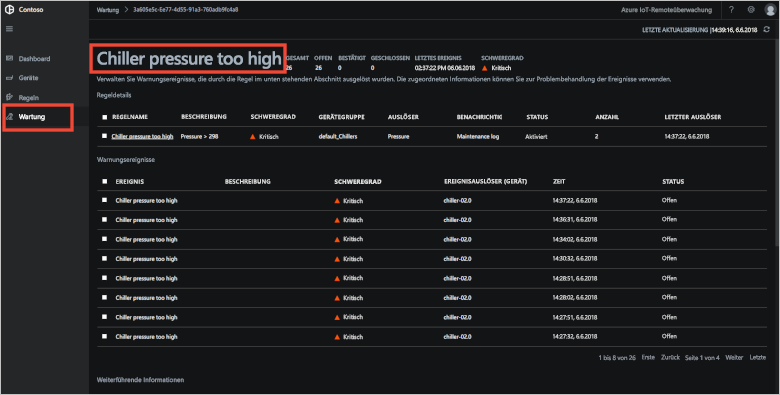 Contoso
Wartung > 3a605e5c-Ee77-4d55-91a3-760adb9fc4a8
Azure IoT-Remoteüberwachung ?
LETZTE AKTUALISIERUNG |14:39:16, 6.6.2018
Dashboard
Geräte
Regeln
Wartung
Chiller pressure too high
GESAMT OFFEN BESTÄTIGT GESCHLOSSEN LETZTES EREIGNIS SCHWEREGRAD
26 26 0 0 02:37:22 PM 06.06.2018 Kritisch
Verwalten Sie Warnungsereignisse, die durch die Regel im unten stehenden Abschnitt ausgelöst wurden. Die zugeordneten Informationen können Sie zur Problembehandlung der Ereignisse verwenden.
Regeldetails
REGELNAME BESCHREIBUNG SCHWEREGRAD GERÄTEGRUPPE AUSLÖSER BENACHRICHTIG STATUS ANZAHL LETZTER AUSLÖSER
Chiller pressure too high Pressure > 298 Kritisch default_Chillers Pressure Maintenance log Aktiviert 2 14:37:22, 6.6.2018
Warnungsereignisse
EREIGNIS BESCHREIBUNG SCHWEREGRAD EREIGNISAUSLÖSER (GERÄT) ZEIT STATUS
Chiller pressure too high Kritisch chiller-02.0 14:37:22, 6.6.2018 Offen
Chiller pressure too high Kritisch chiller-02.0 14:36:31, 6.6.2018 Offen
Chiller pressure too high Kritisch chiller-02.0 14:34:02, 6.6.2018 Offen
Chiller pressure too high Kritisch chiller-02.0 14:30:32, 6.6.2018 Offen
Chiller pressure too high Kritisch chiller-02.0 14:28:51, 6.6.2018 Offen
Chiller pressure too high Kritisch chiller-02.0 14:28:02, 6.6.2018 Offen
Chiller pressure too high Kritisch chiller-02.0 14:27:51, 6.6.2018 Offen
Chiller pressure too high Kritisch chiller-02.0 14:27:32, 6.6.2018 Offen
1 bis 8 von 26 Erste Zurück Seite 1 von 4 Weiter Letzte
Weiterführende Informationen